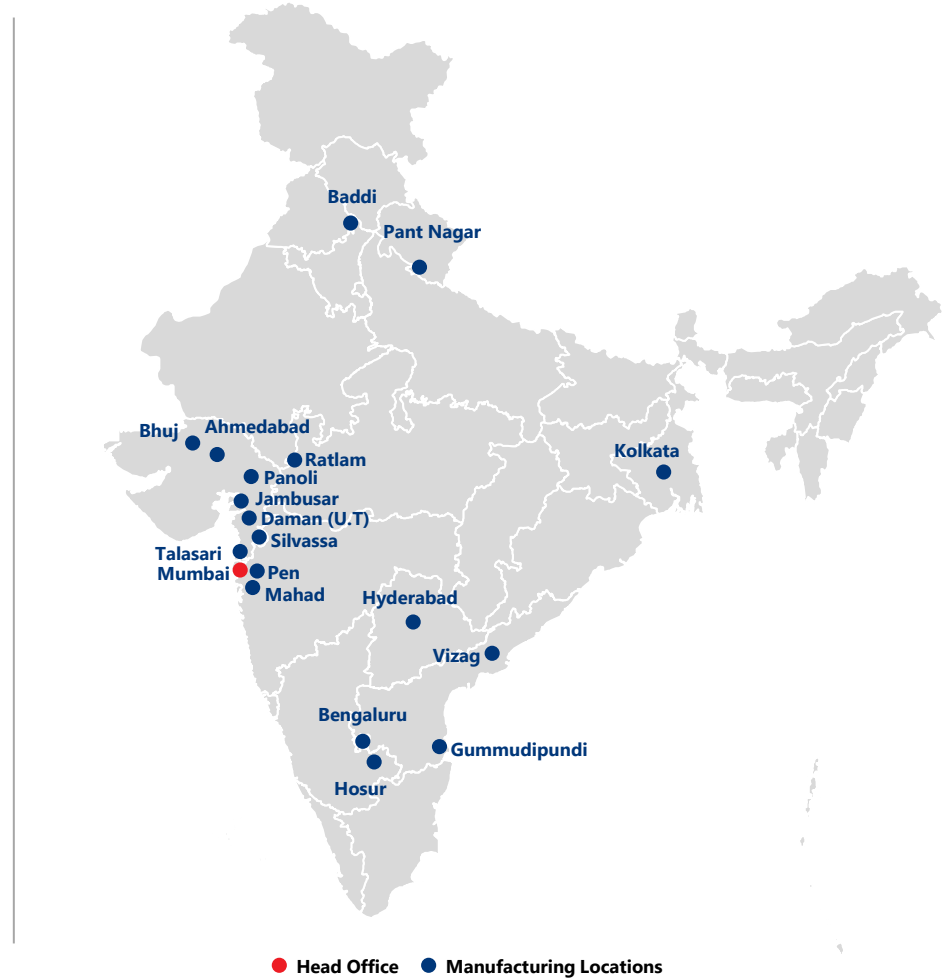 Baddi
Pant Nagar
Bhuj
Ahmedabad
Ratlam
Kolkata
Panoli
Jambusar
Daman (U.T)
Silvassa
Talasari
Mumbai
Pen
Mahad
Hyderabad
Vizag
Bengaluru
Gummudipundi
Hosur
Head Office
Manufacturing Locations